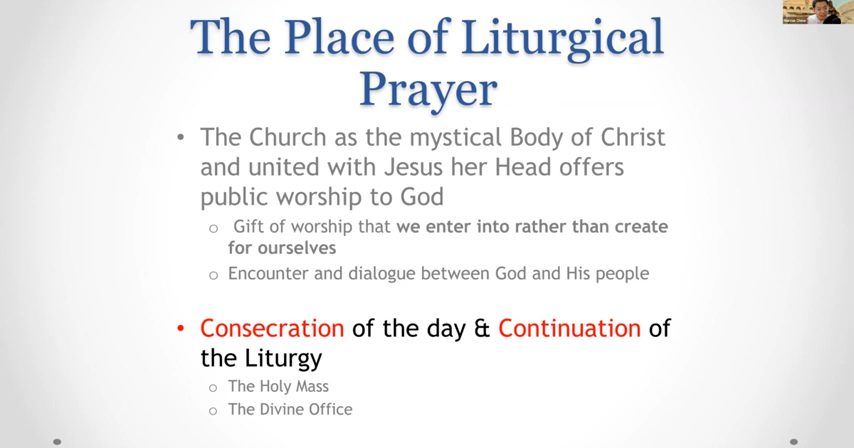 The Place of Liturgical
Prayer
• The Church as the mystical Body of Christ
and united with Jesus her Head offers
public worship to God
o Gift of worship that we enter into rather than create
for ourselves
o Encounter and dialogue between God and His people
• Consecration of the day & Continuation of
the Liturgy
o The Holy Mass
o The Divine Office